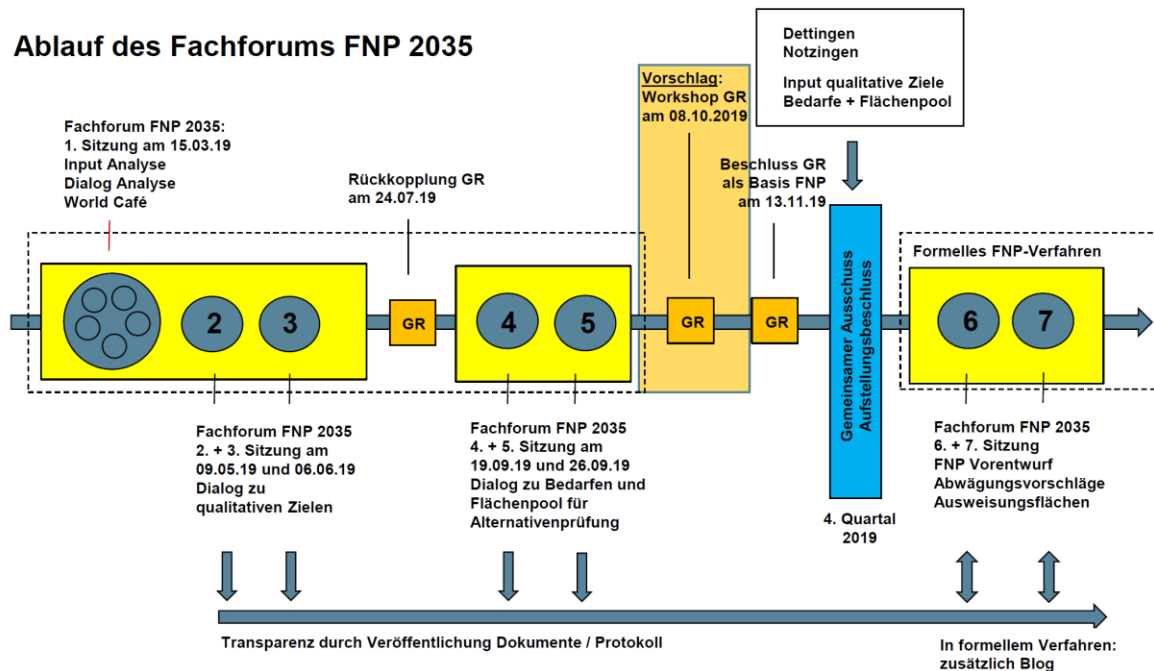 Ablauf des Fachforums FNP 2035
Fachforum FNP 2035:
1. Sitzung am 15.03.19
Input Analyse
Dialog Analyse
World Café
Rückkopplung GR
am 24.07.19
Vorschlag:
Workshop GR
am 08.10.2019
Beschluss GR
als Basis FNP
am 13.11.19
Dettingen
Notzingen
Input qualitative Ziele
Bedarfe + Flächenpool
Formelles FNP-Verfahren
2
3
GR
4
5
GR
GR
Gemeinsamer Ausschuss
Aufstellungsbeschluss
6
7
Fachforum FNP 2035
2. + 3. Sitzung am
09.05.19 und 06.06.19
Dialog zu
qualitativen Zielen
Fachforum FNP 2035
4. + 5. Sitzung am
19.09.19 und 26.09.19
Dialog zu Bedarfen und
Flächenpool für
Alternativenprüfung
4. Quartal
2019
Fachforum FNP 2035
6. + 7. Sitzung
FNP Vorentwurf
Abwägungsvorschläge
Ausweisungsflächen
Transparenz durch Veröffentlichung Dokumente / Protokoll
In formellem Verfahren:
zusätzlich Blog